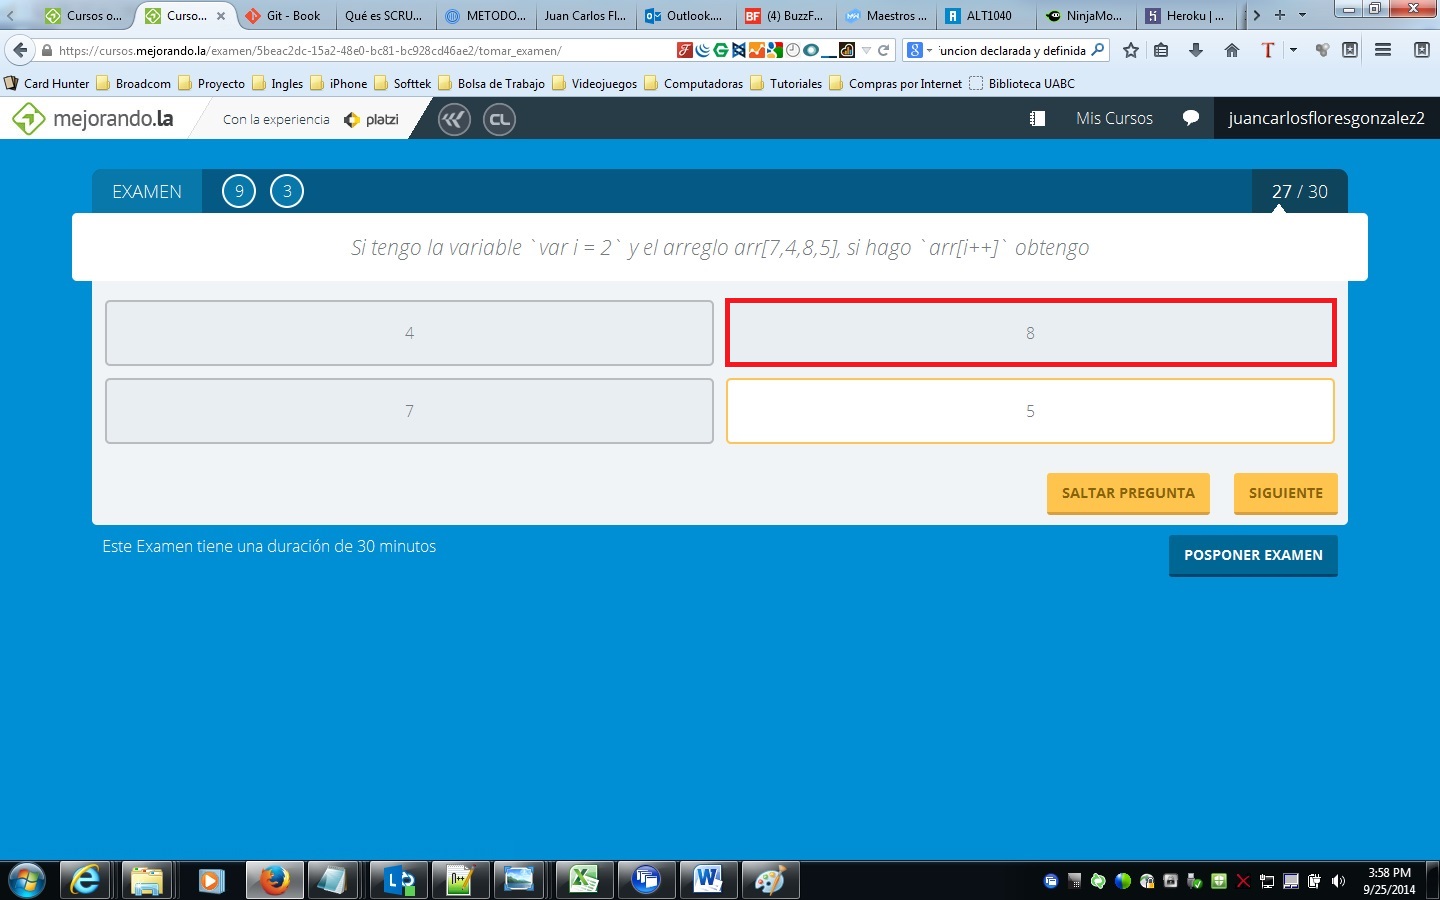 Cursos o...
Curso...
Git - Book
Qué es SCRU...
METODO...
Juan Carlos Fl...
Outlook....
BF (4) BuzzF...
Maestros ...
ALT1040
NinjaMo...
Heroku | ...
https://cursos.mejorando.la/examen/5beac2dc-15a2-48e0-bc81-bc928cd46ae2/tomar_examen/
funcion declarada y definida
Card Hunter
Broadcom
Proyecto
Ingles
iPhone
Softtek
Bolsa de Trabajo
Videojuegos
Computadoras
Tutoriales
Compras por Internet
Biblioteca UABC
mejorando.la
Con la experiencia
platzi
CL
Mis Cursos
juancarlosfloresgonzalez2
EXAMEN
9
3
27 / 30
Si tengo la variable `var i = 2` y el arreglo arr[7,4,8,5], si hago `arr[i++]` obtengo
4
8
7
5
SALTAR PREGUNTA
SIGUIENTE
Este Examen tiene una duración de 30 minutos
POSPONER EXAMEN
3:58 PM
9/25/2014